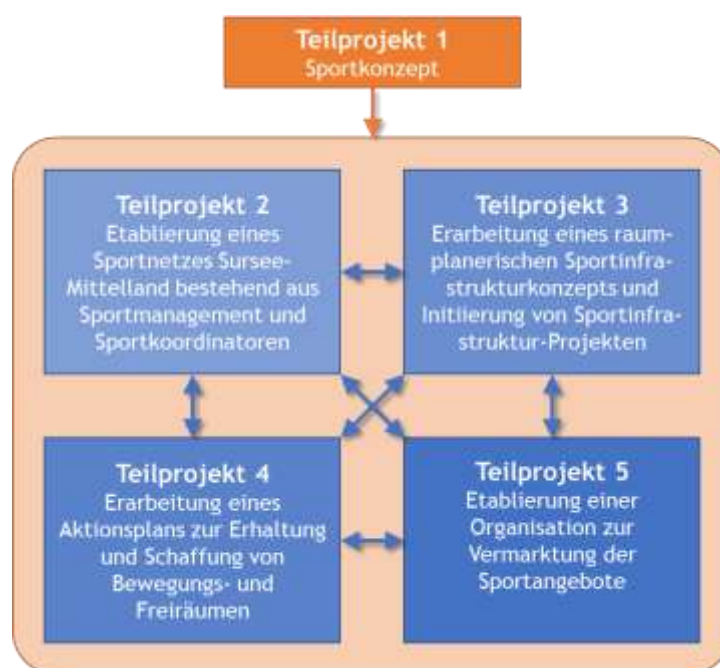 Teilprojekt 1
Sportkonzept
Teilprojekt 2
Etablierung eines
Sportnetzes Sursee-
Mittelland bestehend aus
Sportmanagement und
Sportkoordinatoren
Teilprojekt 3
Erarbeitung eines raum-
planerischen Sportinfra-
strukturkonzepts und
Initiierung von Sportinfra-
struktur-Projekten
Teilprojekt 4
Erarbeitung eines
Aktionsplans zur Erhaltung
und Schaffung von
Bewegungs- und
Freiräumen
Teilprojekt 5
Etablierung einer
Organisation zur
Vermarktung der
Sportangebote